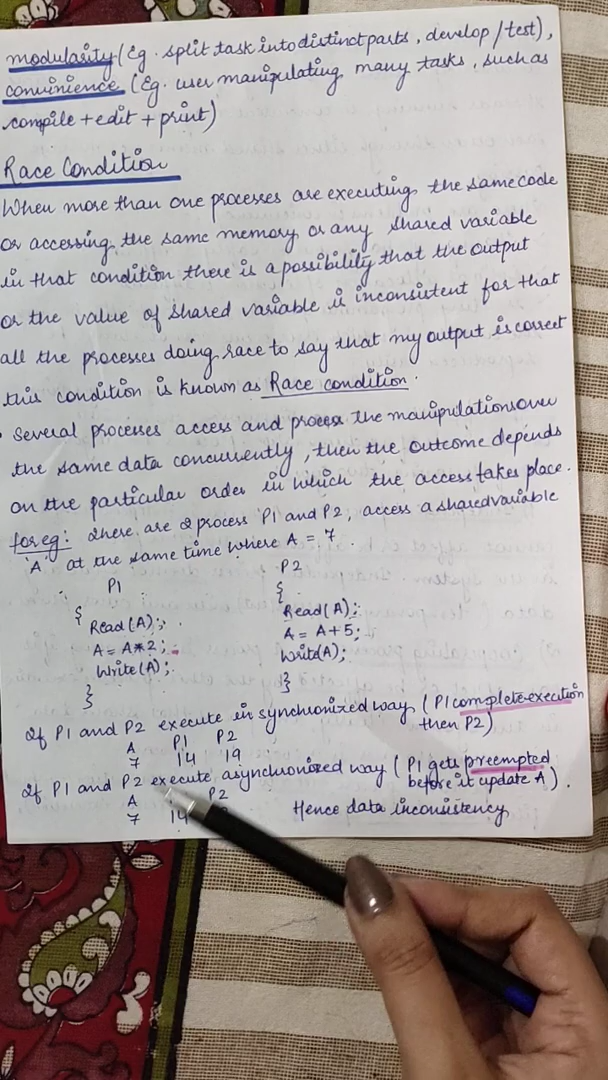 modularity (Eg. split task into distinct parts, develop/test),
convinience (Eg. user manipulating many tasks, such as
compile + edit + print)
Race Condition
When more than one processes are executing the same code
or accessing the same memory or any shared variable
in that condition there is a possibility that the output
or the value of shared variable is inconsistent for that
all the processes doing race to say that my output is correct
this condition is known as Race condition.
• Several processes access and process the manipulations over
the same data concurrently, then the outcome depends
on the particular order in which the access takes place.
for eg: there are 2 process P1 and P2, access a shared variable
'A' at the same time where A = 7.
P1 P2
{ {
Read(A); Read(A);
A = A*2; A = A+5;
Write(A); Write(A);
} }
If P1 and P2 execute in synchronized way (P1 complete execution
then P2)
A P1 P2
7 14 19
If P1 and P2 execute asynchronized way (P1 gets preempted
before it update A).
A P2
7 14 Hence data inconsistency